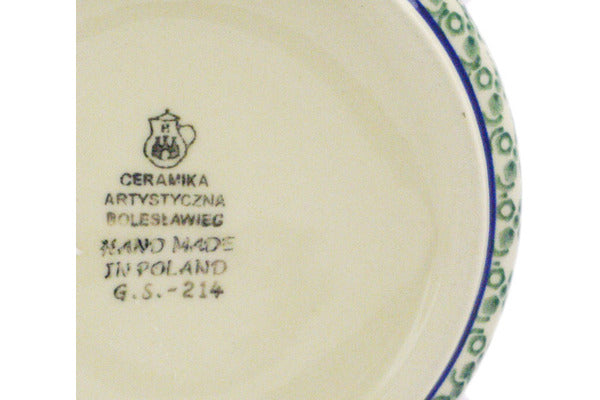 CERAMIKA
ARTYSTYCZNA
BOLESŁAWIEC
HAND MADE
IN POLAND
G.S.-214